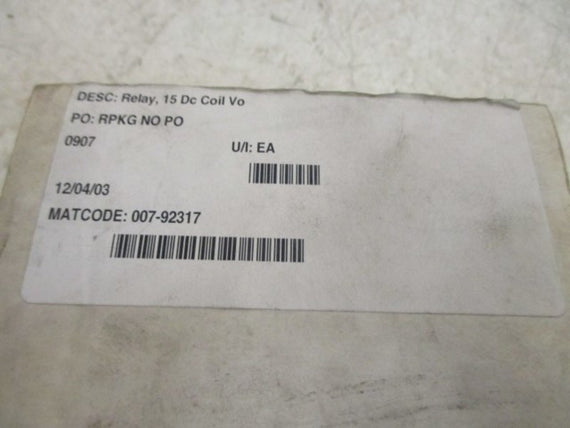 DESC: Relay, 15 Dc Coil Vo
PO: RPKG NO PO
0907
U/I: EA
12/04/03
MATCODE: 007-92317